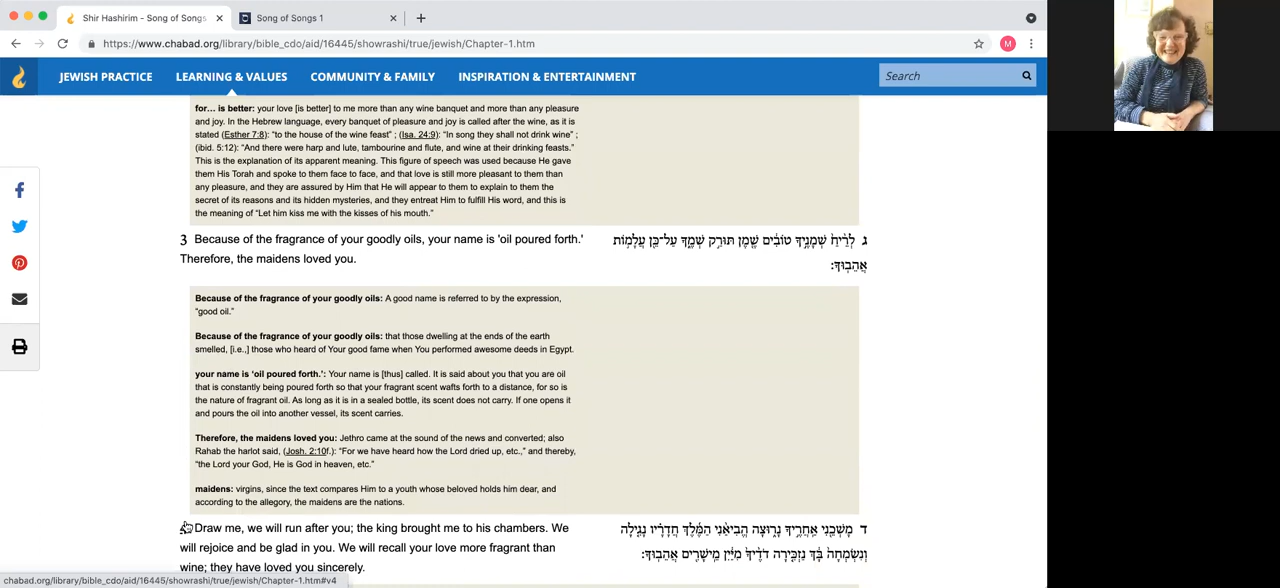 Shir Hashirim - Song of Songs
Song of Songs 1
https://www.chabad.org/library/bible_cdo/aid/16445/showrashi/true/jewish/Chapter-1.htm
M
JEWISH PRACTICE LEARNING & VALUES COMMUNITY & FAMILY INSPIRATION & ENTERTAINMENT
Search
for… is better: your love [is better] to me more than any wine banquet and more than any pleasure
and joy. In the Hebrew language, every banquet of pleasure and joy is called after the wine, as it is
stated (Esther 7:8): “to the house of the wine feast” ; (Isa. 24:9): “In song they shall not drink wine” ;
(ibid. 5:12): “And there were harp and lute, tambourine and flute, and wine at their drinking feasts.”
This is the explanation of its apparent meaning. This figure of speech was used because He gave
them His Torah and spoke to them face to face, and that love is still more pleasant to them than
any pleasure, and they are assured by Him that He will appear to them to explain to them the
secret of its reasons and its hidden mysteries, and they entreat Him to fulfill His word, and this is
the meaning of “Let him kiss me with the kisses of his mouth.”
3 Because of the fragrance of your goodly oils, your name is 'oil poured forth.'
Therefore, the maidens loved you.
ג לְרֵ֙יחַ֙ שְׁמָנֶ֣יךָ טוֹבִ֔ים שֶׁ֖מֶן תּוּרַ֣ק שְׁמֶ֑ךָ עַל־כֵּ֖ן עֲלָמ֥וֹת
אֲהֵבֽוּךָ:
Because of the fragrance of your goodly oils: A good name is referred to by the expression,
“good oil.”
Because of the fragrance of your goodly oils: that those dwelling at the ends of the earth
smelled, [i.e.,] those who heard of Your good fame when You performed awesome deeds in Egypt.
your name is ‘oil poured forth.’: Your name is [thus] called. It is said about you that you are oil
that is constantly being poured forth so that your fragrant scent wafts forth to a distance, for so is
the nature of fragrant oil. As long as it is in a sealed bottle, its scent does not carry. If one opens it
and pours the oil into another vessel, its scent carries.
Therefore, the maidens loved you: Jethro came at the sound of the news and converted; also
Rahab the harlot said, (Josh. 2:10f.): “For we have heard how the Lord dried up, etc.,” and thereby,
“the Lord your God, He is God in heaven, etc.”
maidens: virgins, since the text compares Him to a youth whose beloved holds him dear, and
according to the allegory, the maidens are the nations.
Draw me, we will run after you; the king brought me to his chambers. We
will rejoice and be glad in you. We will recall your love more fragrant than
wine; they have loved you sincerely.
ד מָשְׁכֵ֖נִי אַחֲרֶ֣יךָ נָּר֑וּצָה הֱבִיאַ֨נִי הַמֶּ֜לֶךְ חֲדָרָ֗יו נָגִ֤ילָה
וְנִשְׂמְחָה֙ בָּ֔ךְ נַזְכִּ֤ירָה דֹדֶ֙יךָ֙ מִיַּ֔יִן מֵישָׁרִ֖ים אֲהֵבֽוּךָ:
chabad.org/library/bible_cdo/aid/16445/showrashi/true/jewish/Chapter-1.htm#v4